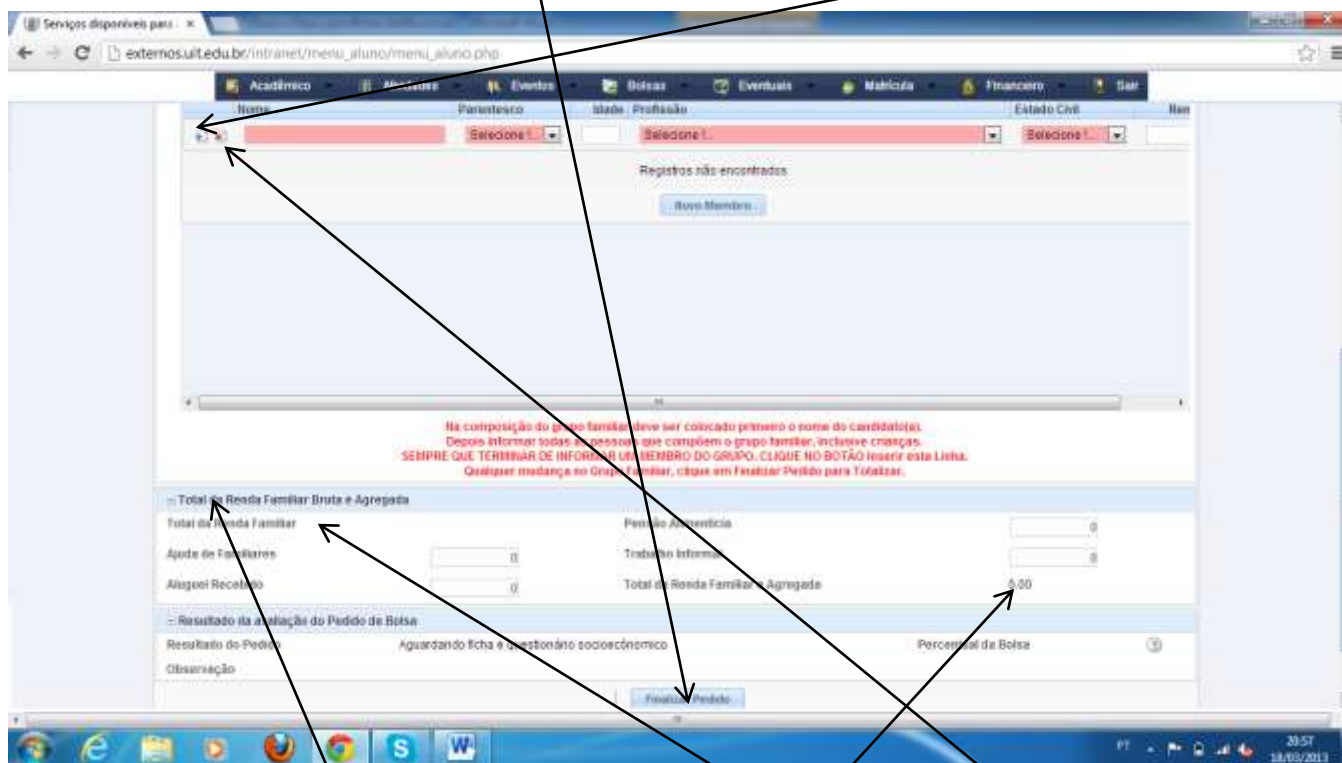 Serviços disponíveis para
externos.uit.edu.br/intranet/menu_aluno/menu_aluno.php
Acadêmico Atividades Eventos Bolsas Eventuais Matrícula Financeiro Sair
Nome Parentesco Idade Profissão Estado Civil Ren
Selecione !.. Selecione !.. Selecione !..
Registros não encontrados
Novo Membro
Na composição do grupo familiar deve ser colocado primeiro o nome do candidato(a).
Depois informar todas as pessoas que compõem o grupo familiar, inclusive crianças.
SEMPRE QUE TERMINAR DE INFORMAR UM MEMBRO DO GRUPO, CLIQUE NO BOTÃO Inserir esta Linha.
Qualquer mudança no Grupo Familiar, clique em Finalizar Pedido para Totalizar.
Total da Renda Familiar Bruta e Agregada
Total da Renda Familiar Pensão Alimentícia 0
Ajuda de Familiares 0 Trabalho Informal 0
Aluguel Recebido 0 Total da Renda Familiar e Agregada 0.00
Resultado da avaliação do Pedido de Bolsa
Resultado do Pedido Aguardando ficha e questionário socioecônomico Percentual da Bolsa
Observação
Finalizar Pedido
PT 20:57
18/03/2013